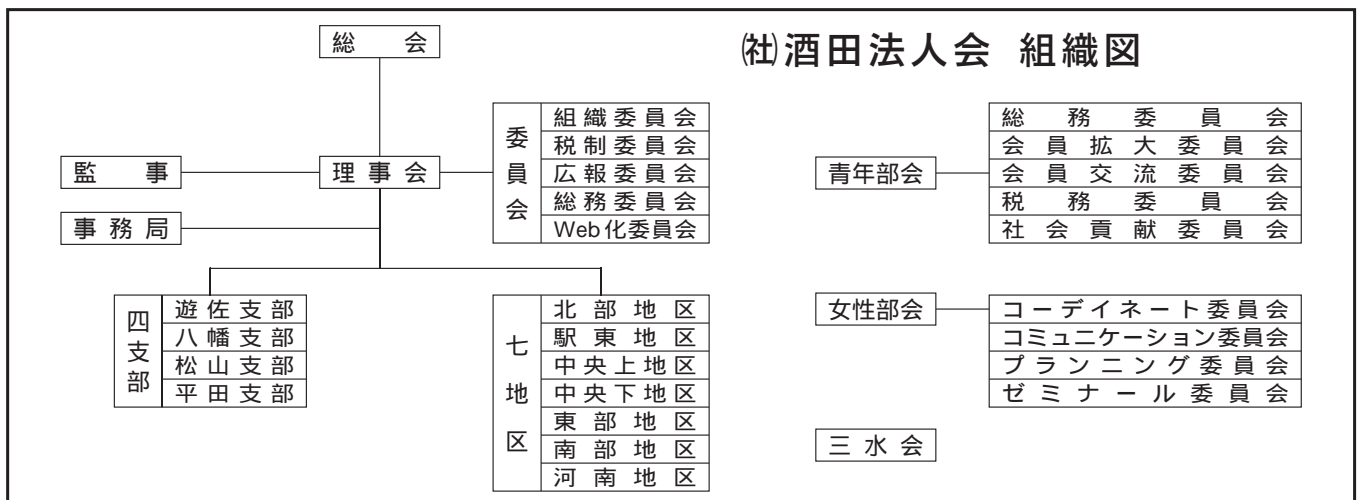 ㈳酒田法人会 組織図
総会
監事
理事会
事務局
委員会
組織委員会
税制委員会
広報委員会
総務委員会
Web化委員会
四支部
遊佐支部
八幡支部
松山支部
平田支部
七地区
北部地区
駅東地区
中央上地区
中央下地区
東部地区
南部地区
河南地区
青年部会
総務委員会
会員拡大委員会
会員交流委員会
税務委員会
社会貢献委員会
女性部会
コーデイネート委員会
コミュニケーション委員会
プランニング委員会
ゼミナール委員会
三水会